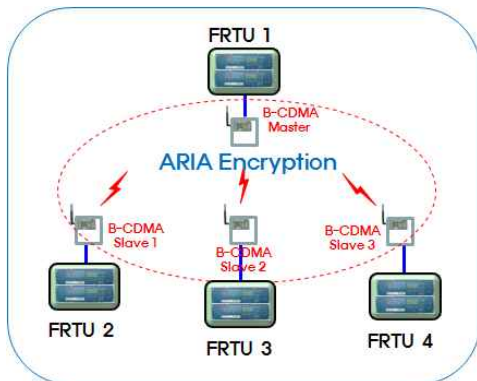 FRTU 1
B-CDMA
Master
ARIA Encryption
B-CDMA
Slave 1
B-CDMA
Slave 2
B-CDMA
Slave 3
FRTU 2
FRTU 3
FRTU 4